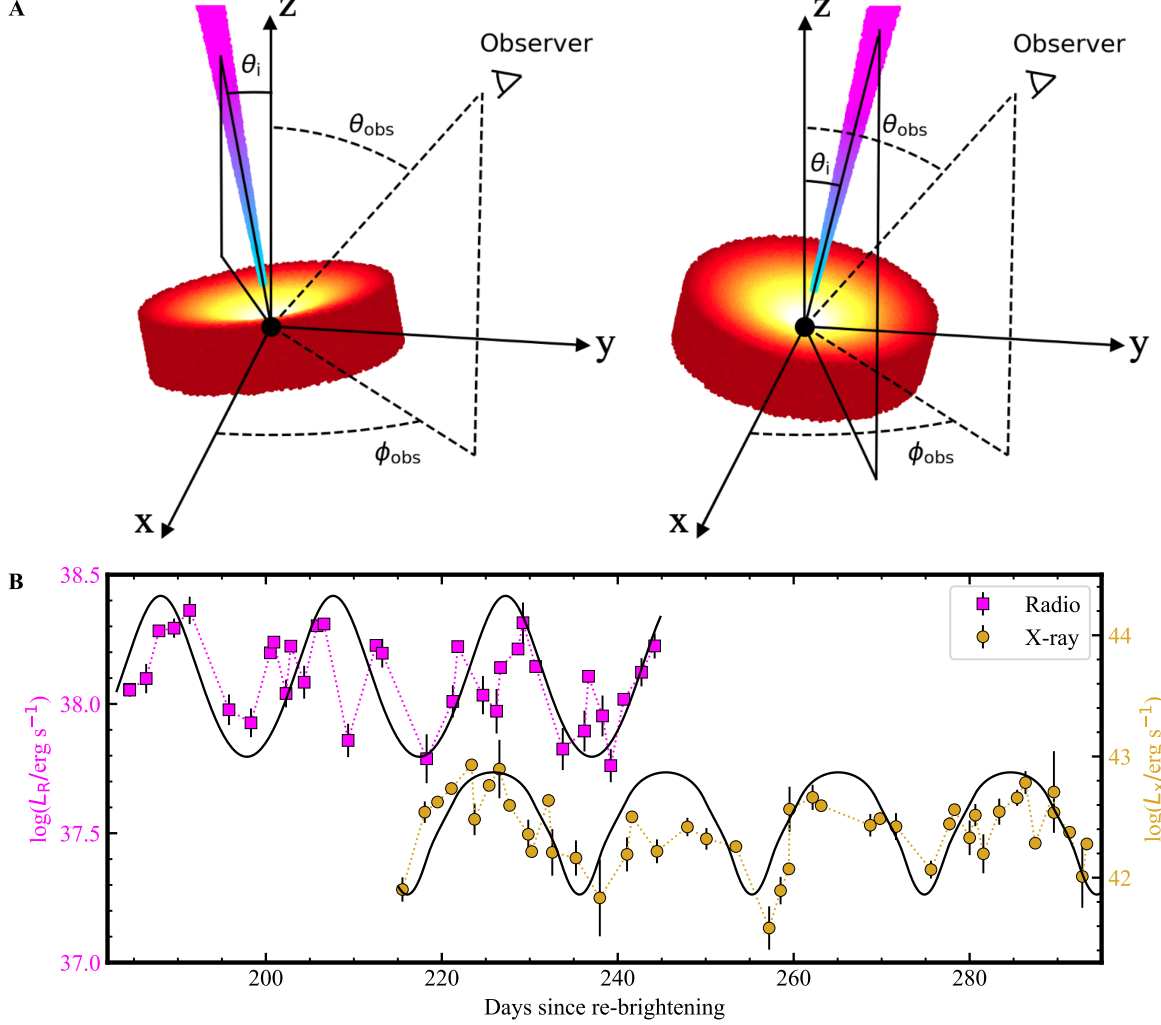 A
z
z
Observer
Observer
θi
θobs
θobs
θi
y
y
ϕobs
ϕobs
x
x
B
38.5
38.0
37.5
37.0
log(LR/erg s−1)
Radio
X-ray
44
43
42
log(Lx/erg s−1)
200
220
240
260
280
Days since re-brightening